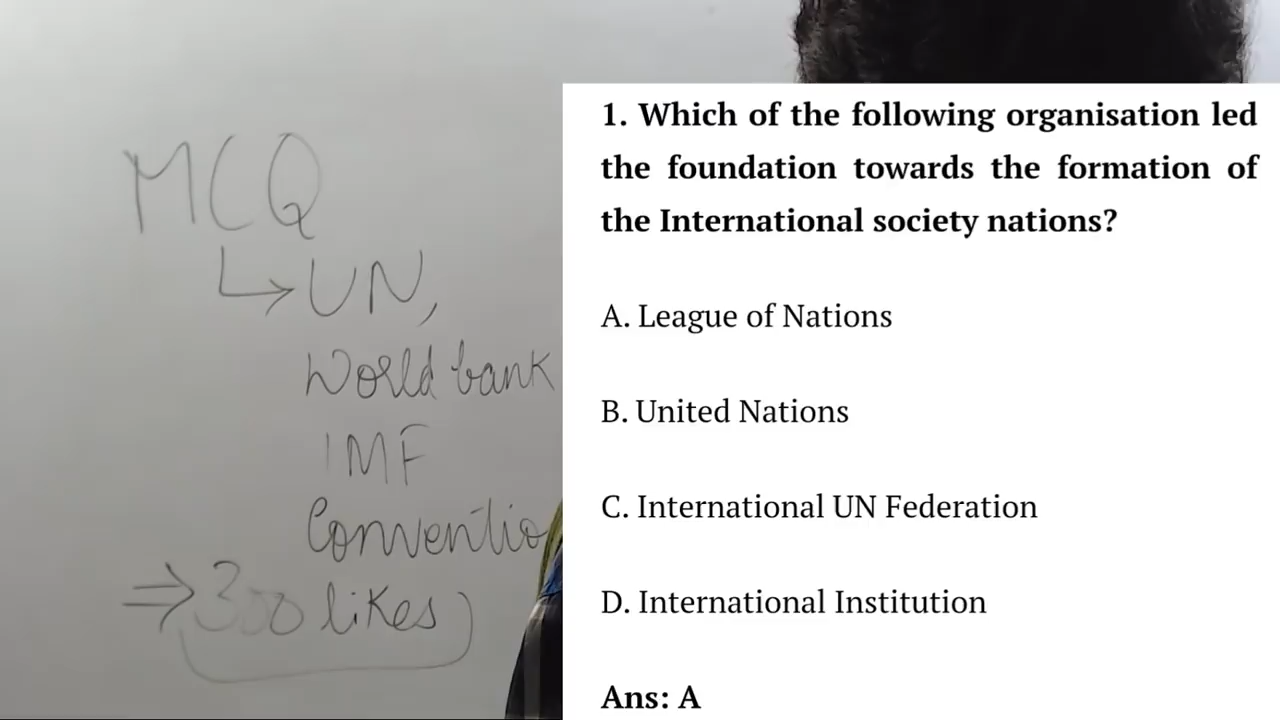 MCQ
UN,
World bank
IMF
Conventio
⇒ 300 likes
1. Which of the following organisation led
the foundation towards the formation of
the International society nations?
A. League of Nations
B. United Nations
C. International UN Federation
D. International Institution
Ans: A